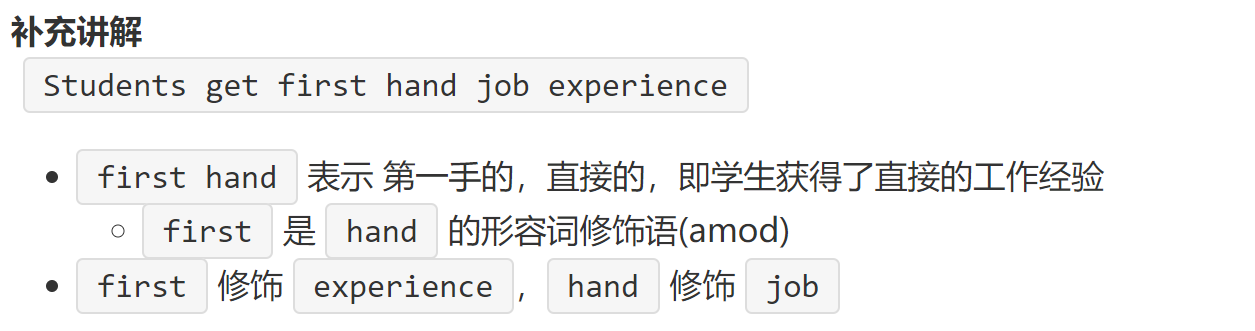 补充讲解
Students get first hand job experience
first hand 表示 第一手的，直接的，即学生获得了直接的工作经验
first 是 hand 的形容词修饰语(amod)
first 修饰 experience，hand 修饰 job